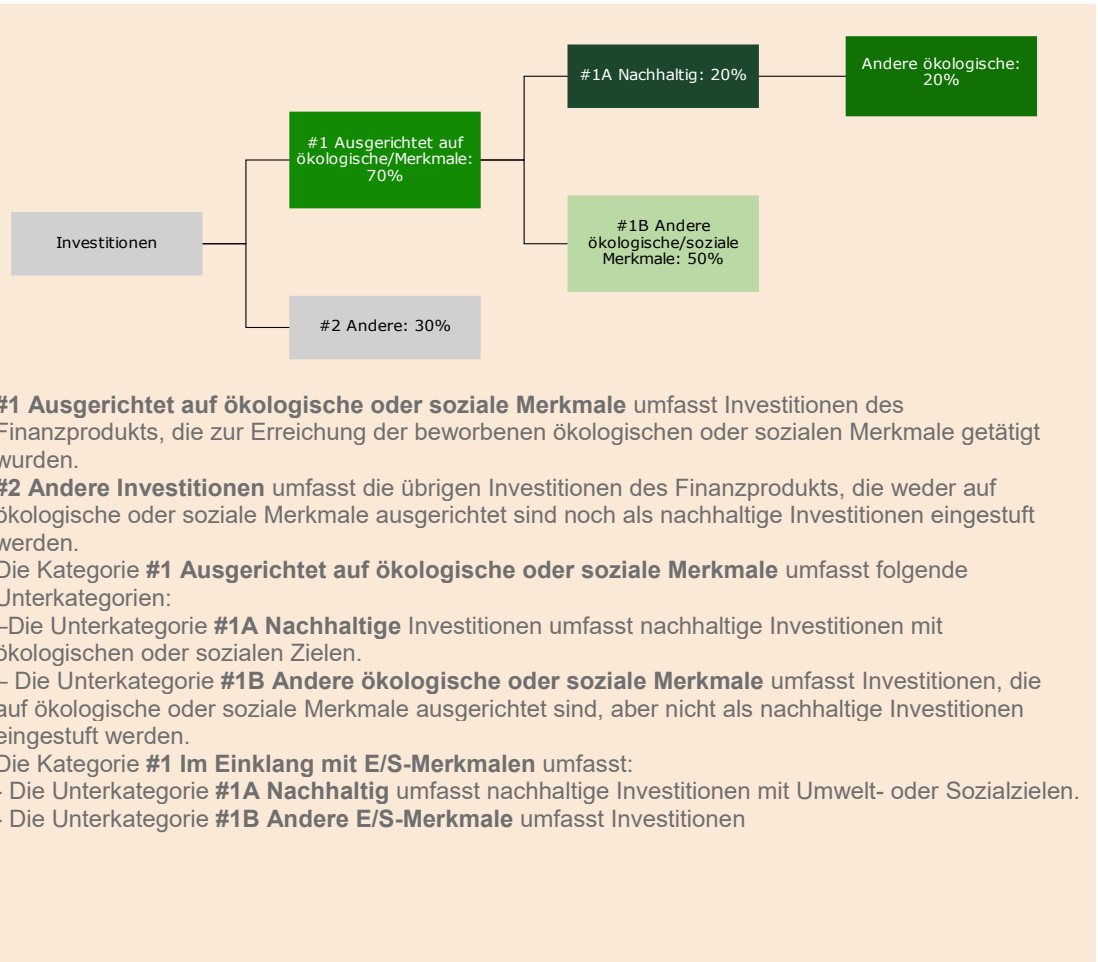 #1A Nachhaltig: 20%
Andere ökologische:
20%
#1 Ausgerichtet auf
ökologische/Merkmale:
70%
Investitionen
#1B Andere
ökologische/soziale
Merkmale: 50%
#2 Andere: 30%
#1 Ausgerichtet auf ökologische oder soziale Merkmale umfasst Investitionen des
Finanzprodukts, die zur Erreichung der beworbenen ökologischen oder sozialen Merkmale getätigt
wurden.
#2 Andere Investitionen umfasst die übrigen Investitionen des Finanzprodukts, die weder auf
ökologische oder soziale Merkmale ausgerichtet sind noch als nachhaltige Investitionen eingestuft
werden.
Die Kategorie #1 Ausgerichtet auf ökologische oder soziale Merkmale umfasst folgende
Unterkategorien:
–Die Unterkategorie #1A Nachhaltige Investitionen umfasst nachhaltige Investitionen mit
ökologischen oder sozialen Zielen.
– Die Unterkategorie #1B Andere ökologische oder soziale Merkmale umfasst Investitionen, die
auf ökologische oder soziale Merkmale ausgerichtet sind, aber nicht als nachhaltige Investitionen
eingestuft werden.
Die Kategorie #1 Im Einklang mit E/S-Merkmalen umfasst:
- Die Unterkategorie #1A Nachhaltig umfasst nachhaltige Investitionen mit Umwelt- oder Sozialzielen.
- Die Unterkategorie #1B Andere E/S-Merkmale umfasst Investitionen